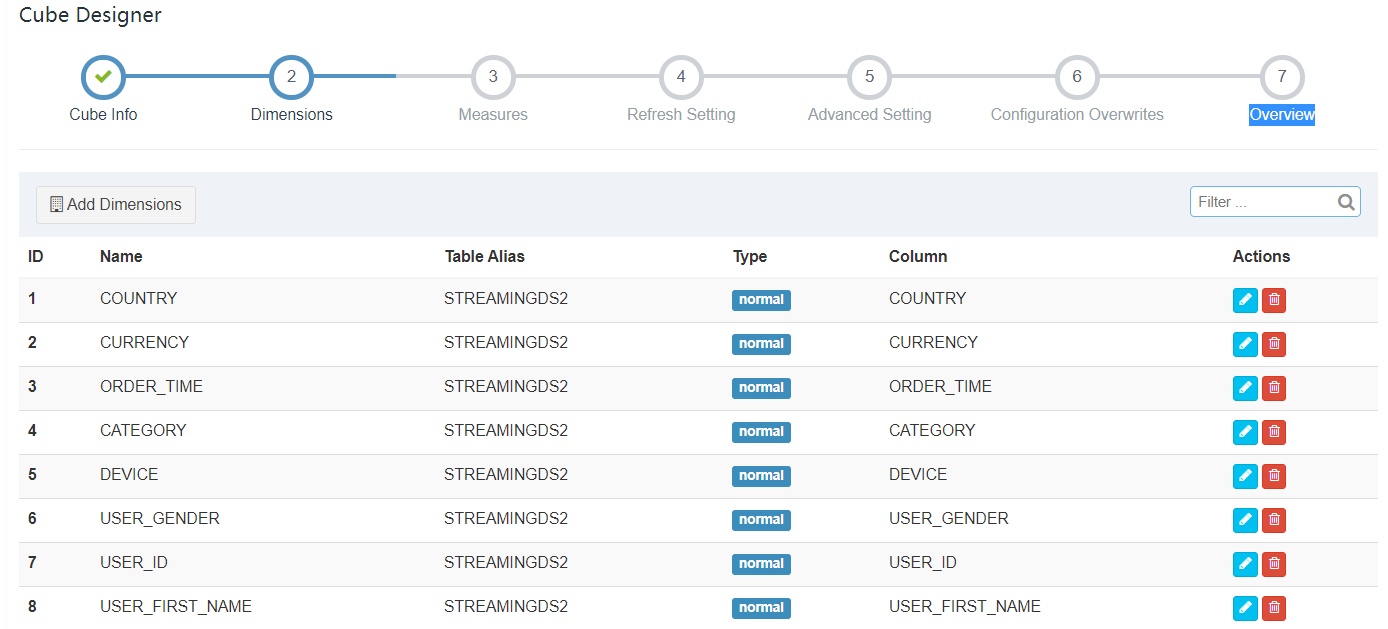 Cube Designer
2 3 4 5 6 7
Cube Info Dimensions Measures Refresh Setting Advanced Setting Configuration Overwrites Overview
Add Dimensions Filter ...
ID Name Table Alias Type Column Actions
1 COUNTRY STREAMINGDS2 normal COUNTRY
2 CURRENCY STREAMINGDS2 normal CURRENCY
3 ORDER_TIME STREAMINGDS2 normal ORDER_TIME
4 CATEGORY STREAMINGDS2 normal CATEGORY
5 DEVICE STREAMINGDS2 normal DEVICE
6 USER_GENDER STREAMINGDS2 normal USER_GENDER
7 USER_ID STREAMINGDS2 normal USER_ID
8 USER_FIRST_NAME STREAMINGDS2 normal USER_FIRST_NAME